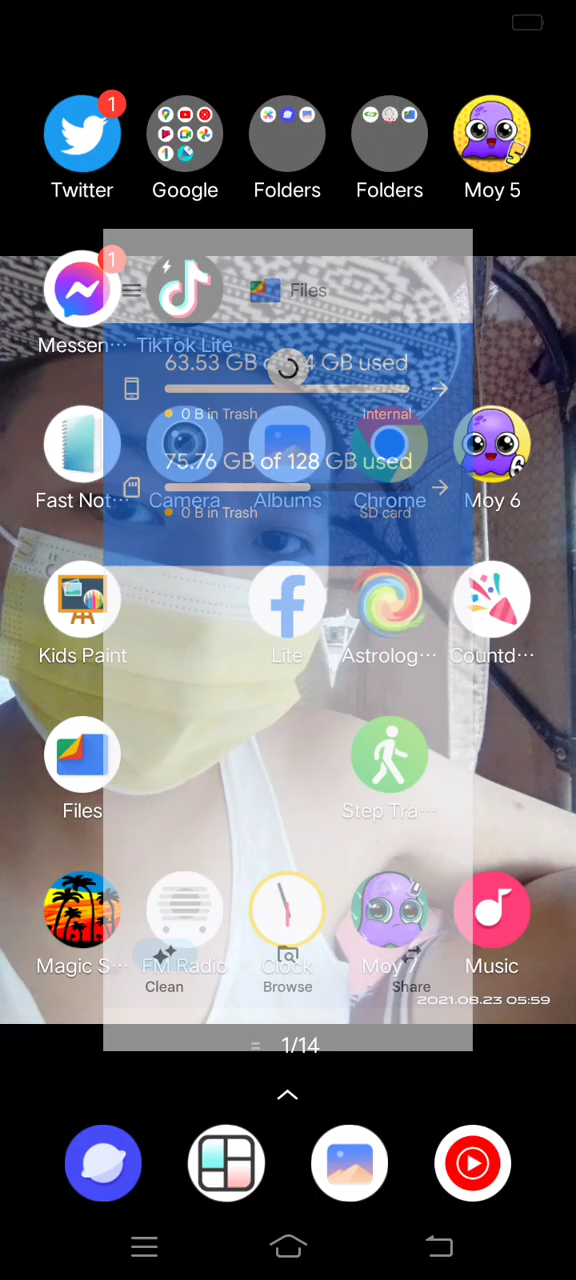 1
Twitter
Google
Folders
Folders
Moy 5
1
Files
Messen···
TikTok Lite
63.53 GB GB used
0 B in Trash
Internal
75.76 GB of 128 GB used
0 B in Trash
SD card
Fast Not···
Camera
Albums
Chrome
Moy 6
Kids Paint
Lite
Astrolog···
Countd···
Files
Step Tra···
Magic S···
FM Radio
Clock
Moy 7
Music
Clean
Browse
Share
2021.08.23 05:59
1/14